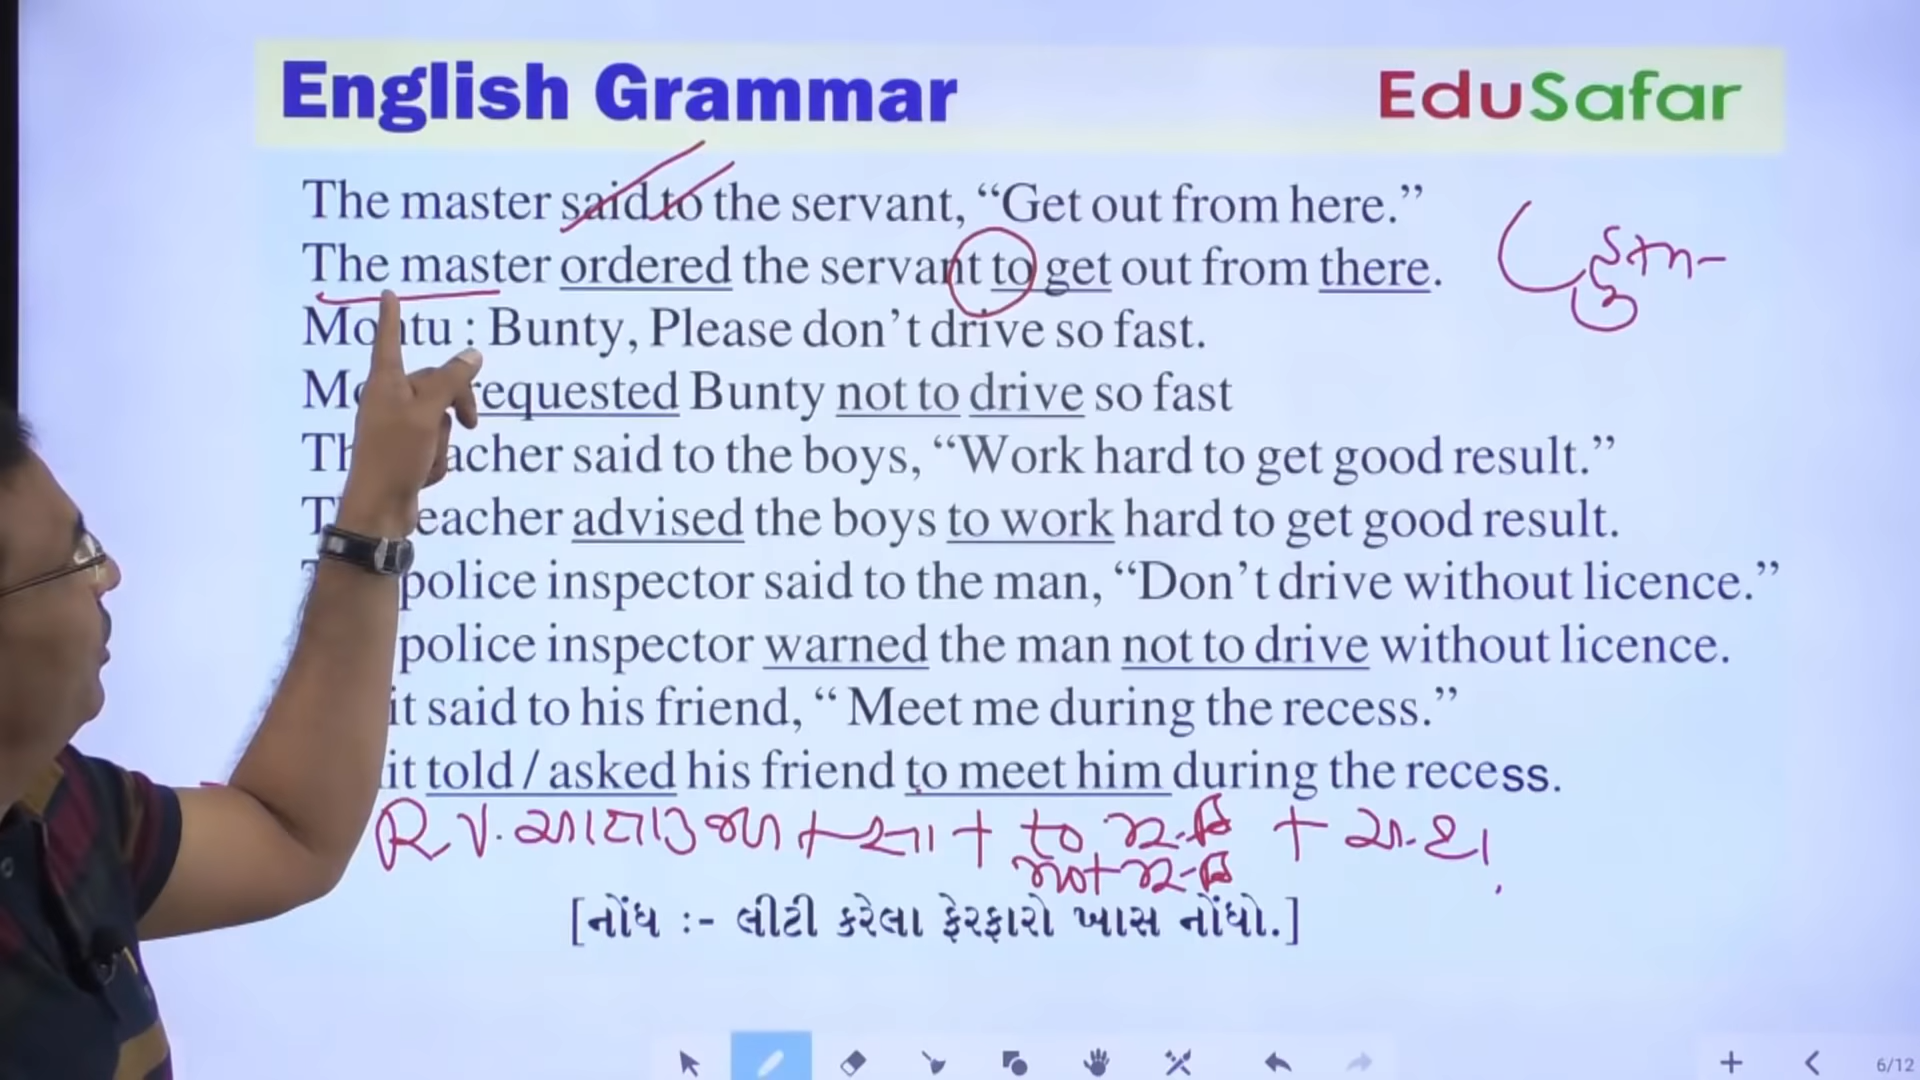 English Grammar EduSafar
The master said to the servant, “Get out from here.”
The master ordered the servant to get out from there.
હુકમ
Montu : Bunty, Please don’t drive so fast.
requested Bunty not to drive so fast
acher said to the boys, “Work hard to get good result.”
eacher advised the boys to work hard to get good result.
police inspector said to the man, “Don’t drive without licence.”
police inspector warned the man not to drive without licence.
it said to his friend, “ Meet me during the recess.”
it told / asked his friend to meet him during the recess.
R V. + + to +
not
[નોંધ :- લીટી કરેલા ફેરફારો ખાસ નોંધો.]
6/12